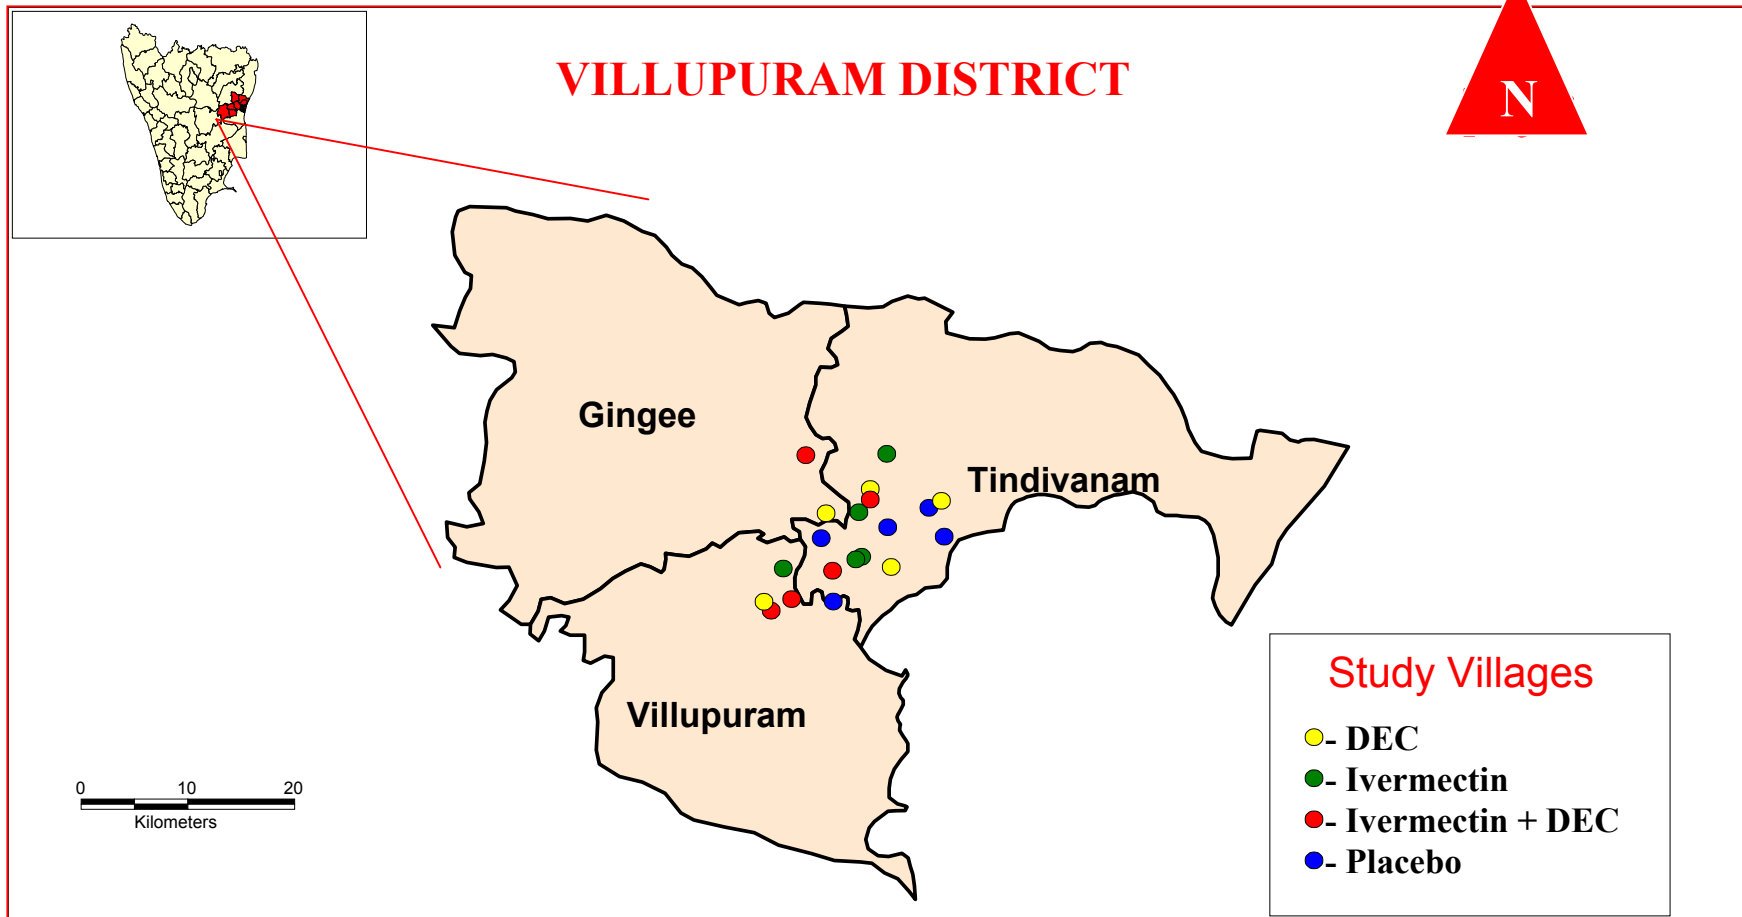 VILLUPURAM DISTRICT
N
Gingee
Tindivanam
Villupuram
0 10 20
Kilometers
Study Villages
- DEC
- Ivermectin
- Ivermectin + DEC
- Placebo